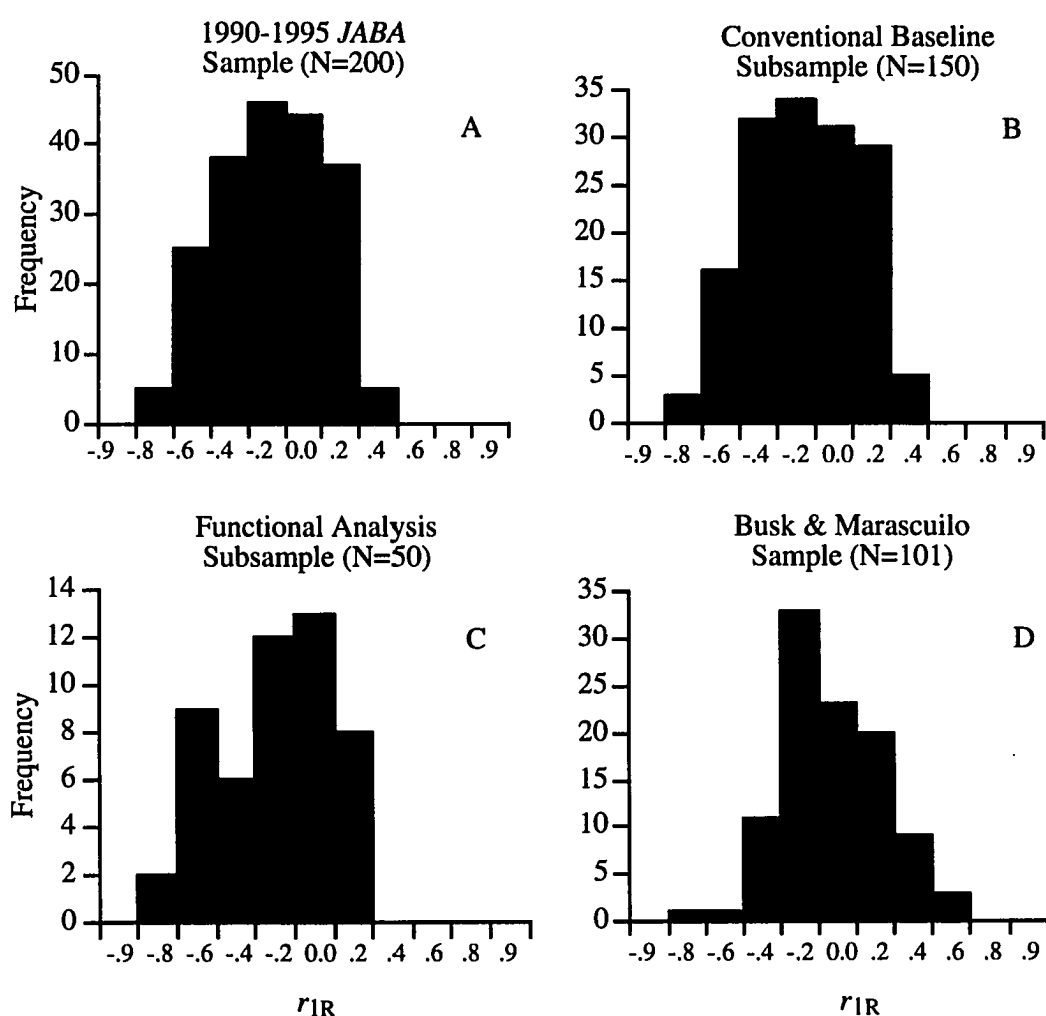 1990-1995 JABA
Sample (N=200)
50
40
30
20
10
0
Frequency
A
-.9 -.8 -.6 -.4 -.2 0.0 .2 .4 .6 .8 .9
Conventional Baseline
Subsample (N=150)
35
30
25
20
15
10
5
0
B
-.9 -.8 -.6 -.4 -.2 0.0 .2 .4 .6 .8 .9
Functional Analysis
Subsample (N=50)
14
12
10
8
6
4
2
0
Frequency
C
-.9 -.8 -.6 -.4 -.2 0.0 .2 .4 .6 .8 .9
r1R
Busk & Marascuilo
Sample (N=101)
35
30
25
20
15
10
5
0
D
-.9 -.8 -.6 -.4 -.2 0.0 .2 .4 .6 .8 .9
r1R